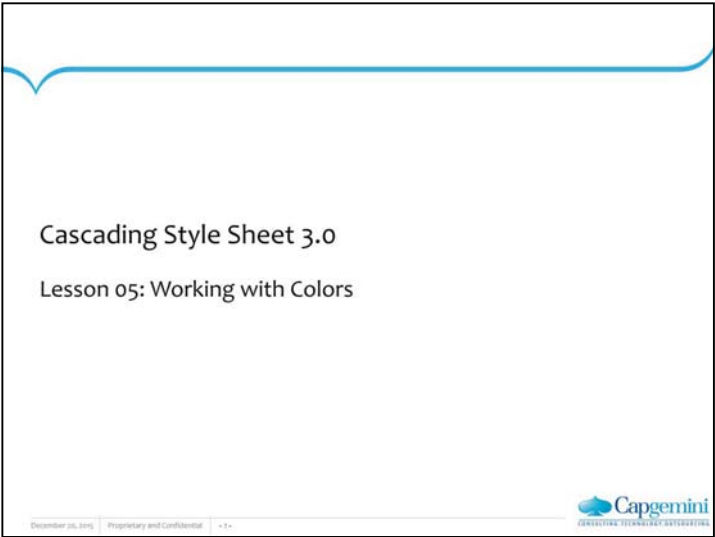 Cascading Style Sheet 3.0
Lesson 05: Working with Colors
Capgemini
CONSULTING. TECHNOLOGY. OUTSOURCING
December 20, 2015 Proprietary and Confidential - 1 -